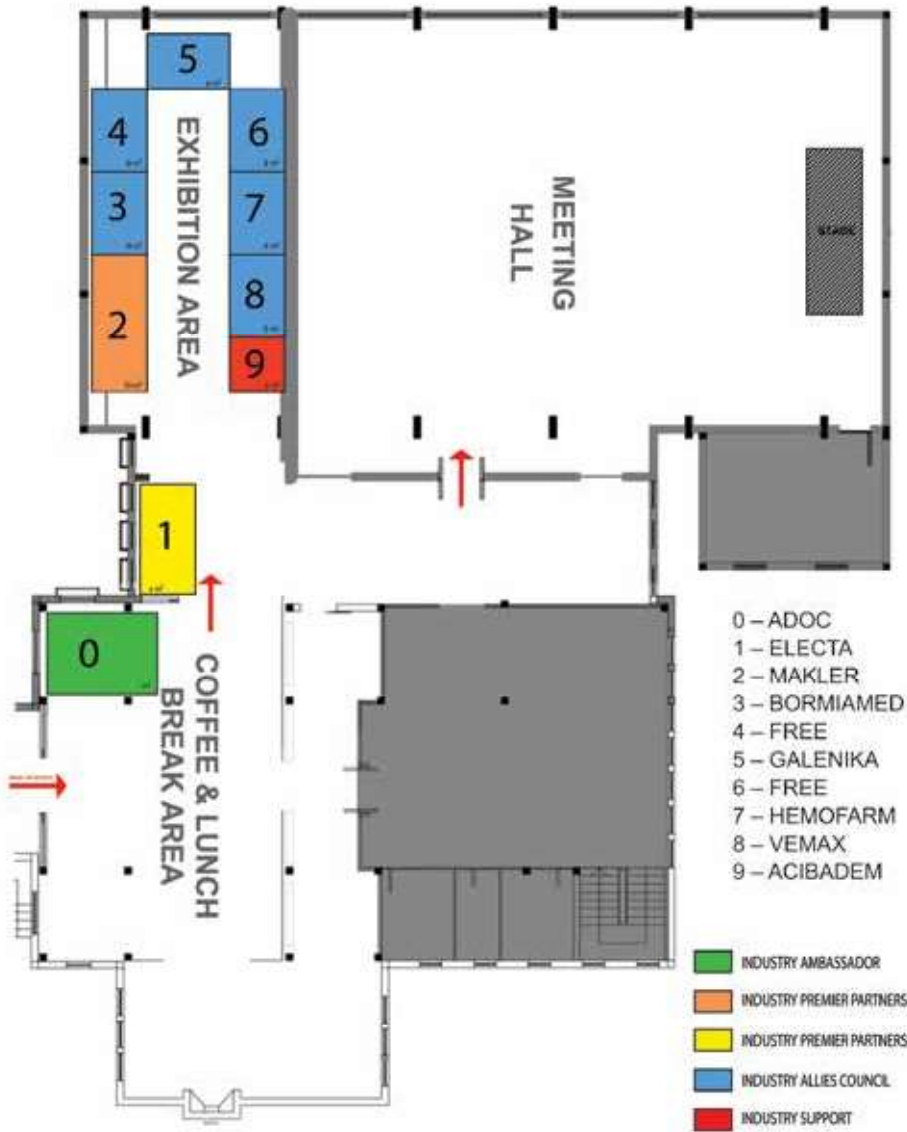 5
4
6
3
7
2
8
9
EXHIBITION AREA
MEETING
HALL
STAGE
1
0
COFFEE & LUNCH
BREAK AREA
0 – ADOC
1 – ELECTA
2 – MAKLER
3 – BORMIAMED
4 – FREE
5 – GALENIKA
6 – FREE
7 – HEMOFARM
8 – VEMAX
9 – ACIBADEM
INDUSTRY AMBASSADOR
INDUSTRY PREMIER PARTNERS
INDUSTRY PREMIER PARTNERS
INDUSTRY ALLIES COUNCIL
INDUSTRY SUPPORT